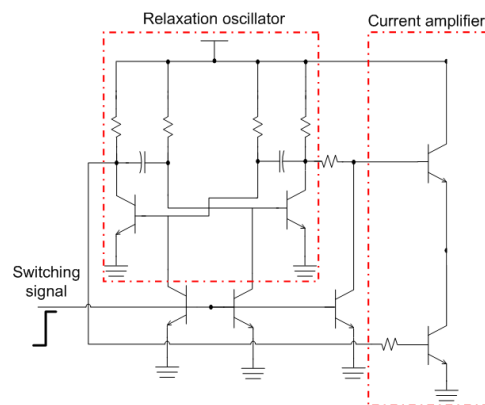 Relaxation oscillator
Current amplifier
Switching
signal